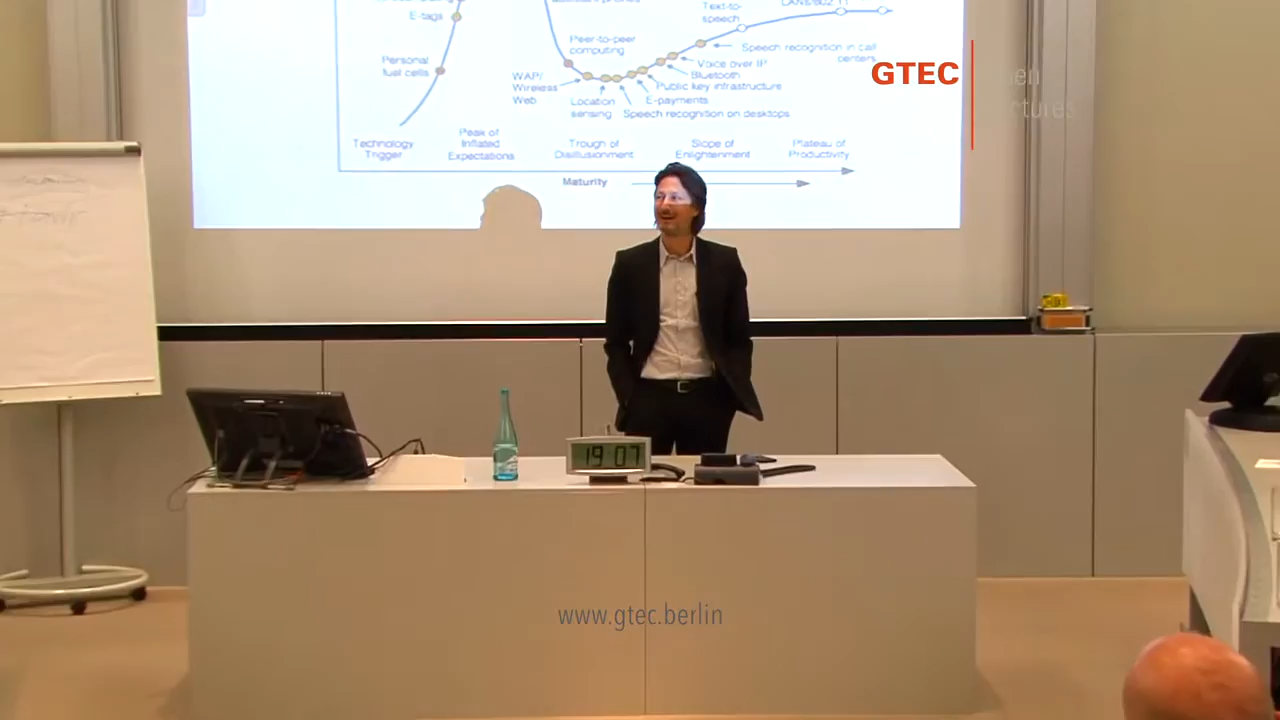 E-tags
Personal
fuel cells
Peer-to-peer
computing
WAP/
Wireless
Web
Location
sensing
Speech recognition on desktops
E-payments
Public key infrastructure
Bluetooth
Voice over IP
Speech recognition in call
centers
Text-to-
speech
GTEC
Technology
Trigger
Peak of
Inflated
Expectations
Trough of
Disillusionment
Slope of
Enlightenment
Plateau of
Productivity
Maturity
19:07
www.gtec.berlin